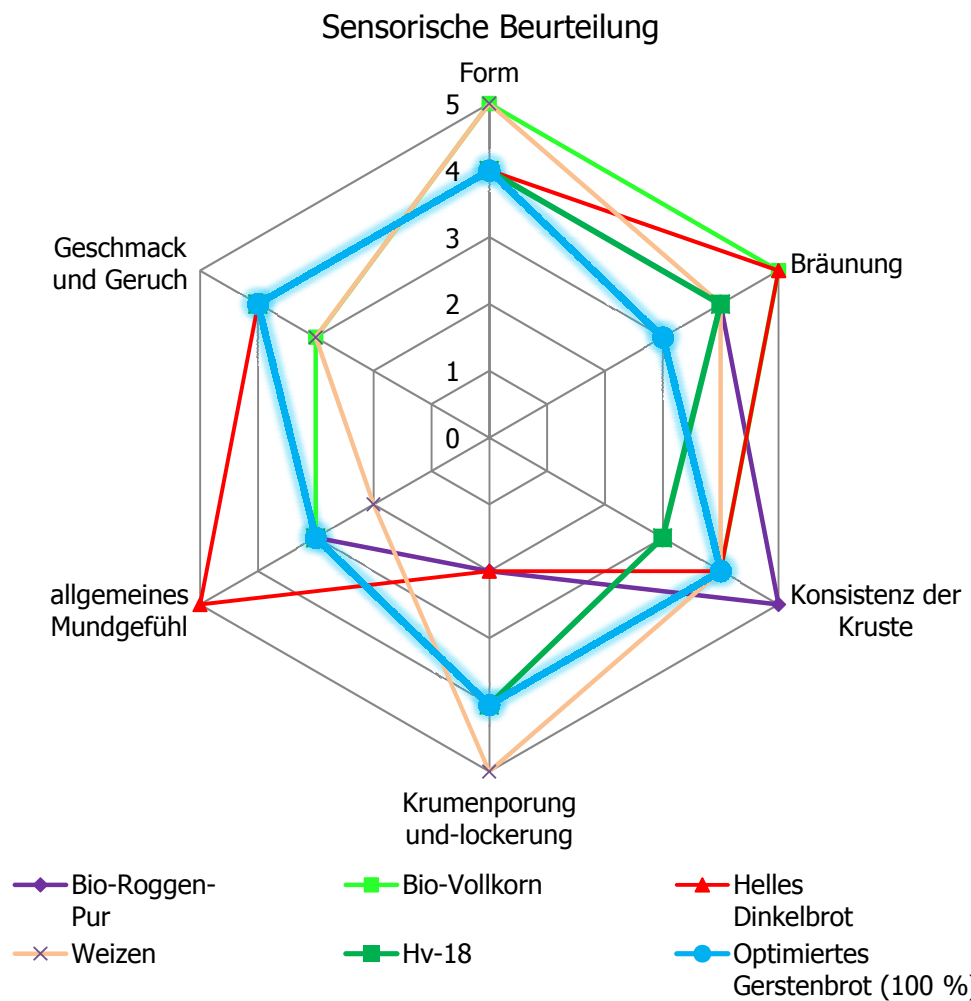 Sensorische Beurteilung
Form
5
4
3
2
1
0
Geschmack
und Geruch
Bräunung
allgemeines
Mundgefühl
Konsistenz der
Kruste
Krumenporung
und-lockerung
Bio-Roggen-
Pur
Bio-Vollkorn
Helles
Dinkelbrot
Weizen
Hv-18
Optimiertes
Gerstenbrot (100 %)